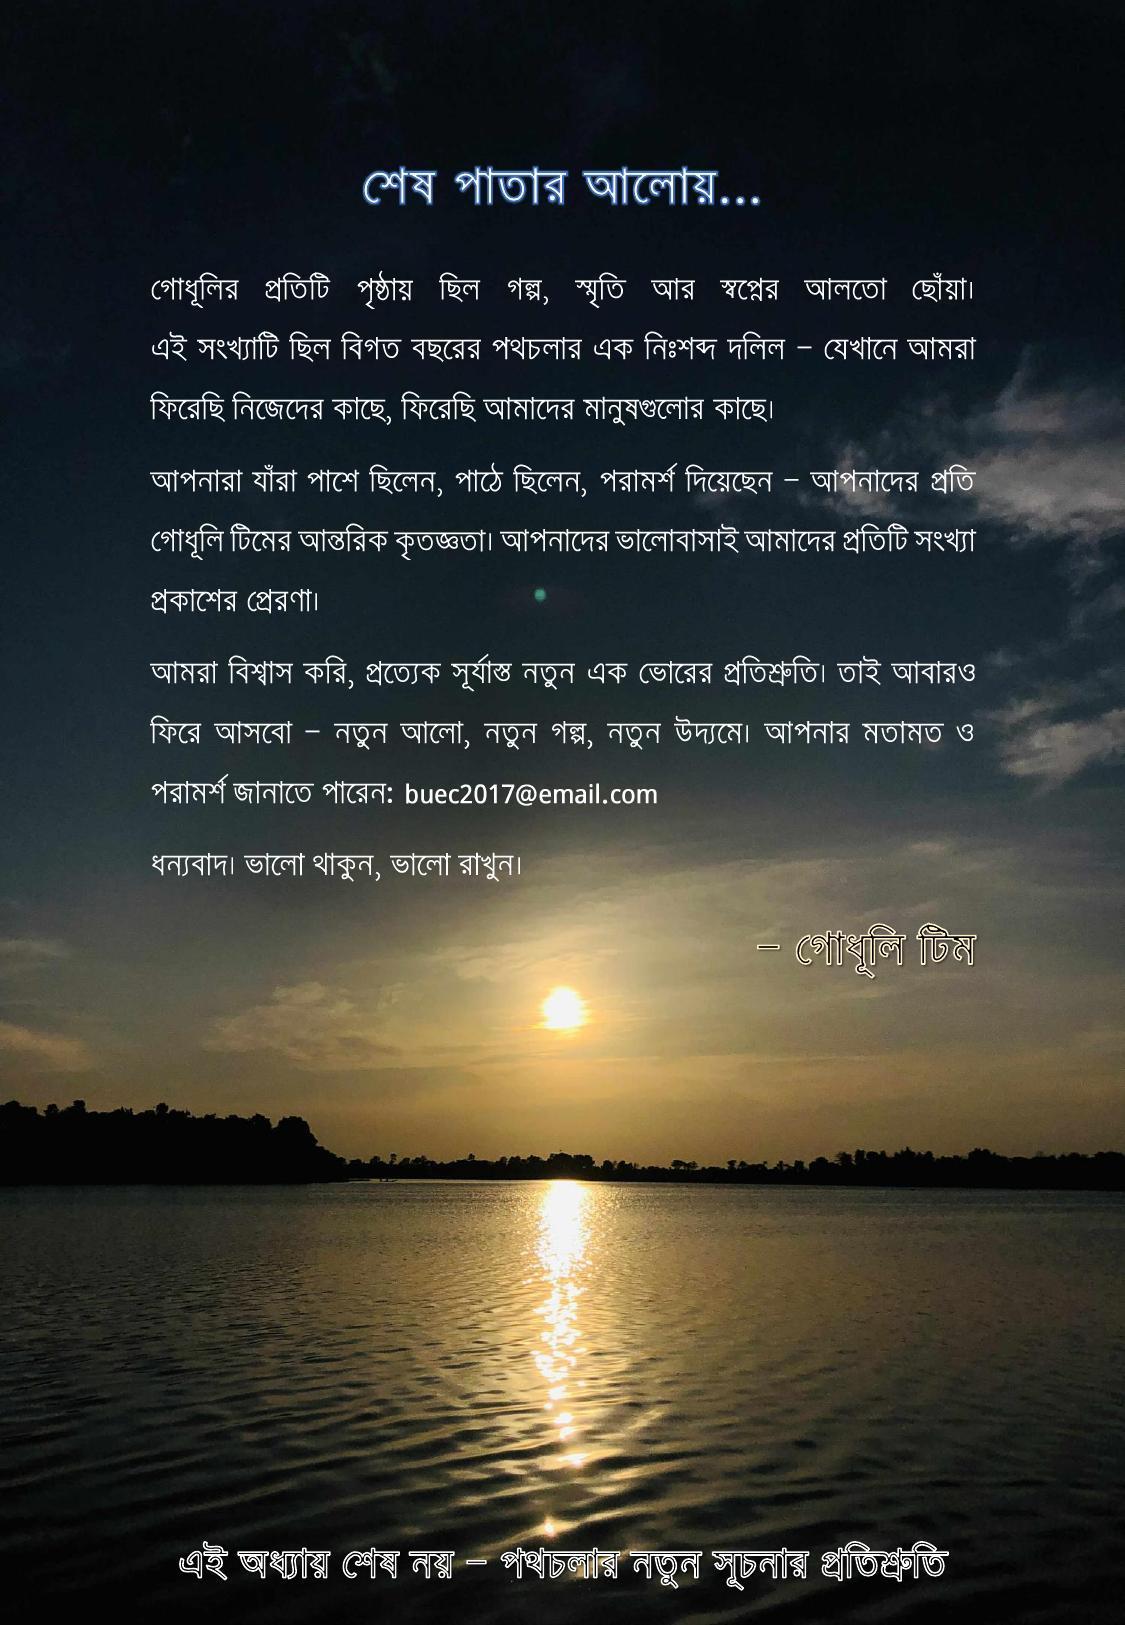 শেষ পাতার আলোয়...
গোধূলির প্রতিটি পৃষ্ঠায় ছিল গল্প, স্মৃতি আর স্বপ্নের আলতো ছোঁয়া।
এই সংখ্যাটি ছিল বিগত বছরের পথচলার এক নিঃশব্দ দলিল – যেখানে আমরা
ফিরেছি নিজেদের কাছে, ফিরেছি আমাদের মানুষগুলোর কাছে।
আপনারা যাঁরা পাশে ছিলেন, পাঠে ছিলেন, পরামর্শ দিয়েছেন – আপনাদের প্রতি
গোধূলি টিমের আন্তরিক কৃতজ্ঞতা। আপনাদের ভালোবাসাই আমাদের প্রতিটি সংখ্যা
প্রকাশের প্রেরণা।
আমরা বিশ্বাস করি, প্রত্যেক সূর্যাস্ত নতুন এক ভোরের প্রতিশ্রুতি। তাই আবারও
ফিরে আসবো – নতুন আলো, নতুন গল্প, নতুন উদ্যমে। আপনার মতামত ও
পরামর্শ জানাতে পারেন: buec2017@email.com
ধন্যবাদ। ভালো থাকুন, ভালো রাখুন।
– গোধূলি টিম
এই অধ্যায় শেষ নয় – পথচলার নতুন সূচনার প্রতিশ্রুতি